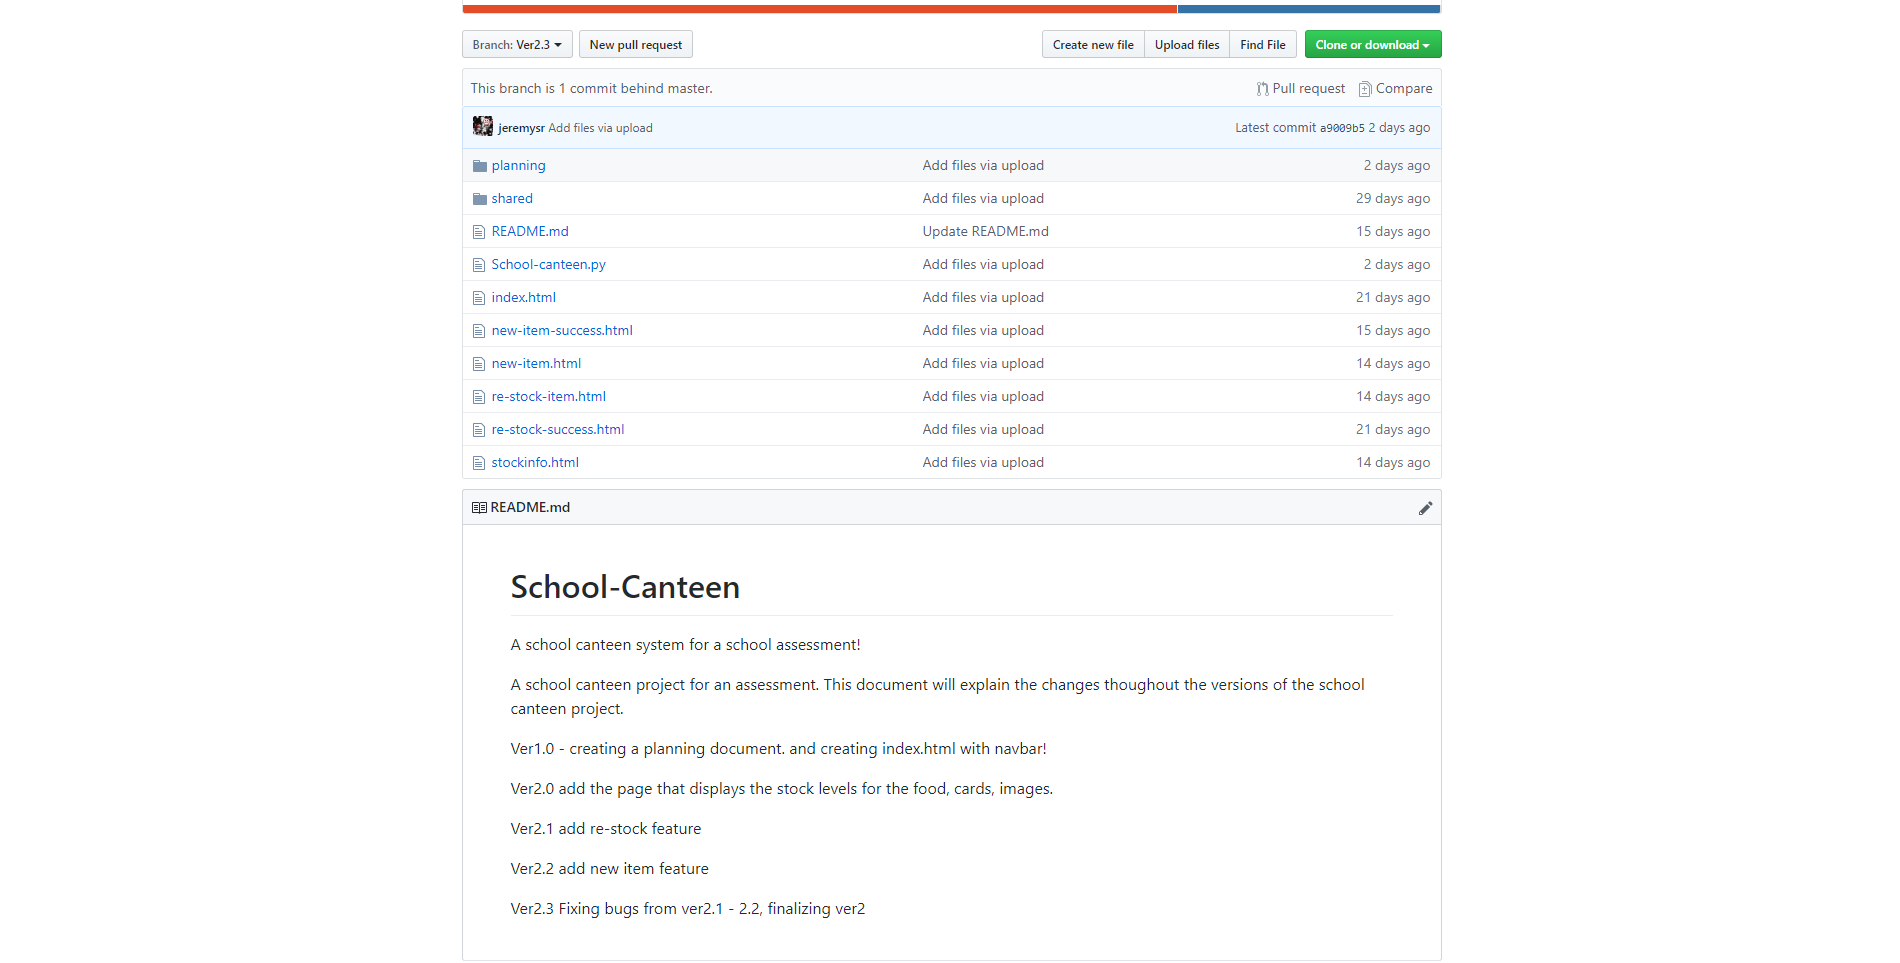 Branch: Ver2.3 New pull request Create new file Upload files Find File Clone or download
This branch is 1 commit behind master. Pull request Compare
jeremysr Add files via upload Latest commit a9009b5 2 days ago
planning Add files via upload 2 days ago
shared Add files via upload 29 days ago
README.md Update README.md 15 days ago
School-canteen.py Add files via upload 2 days ago
index.html Add files via upload 21 days ago
new-item-success.html Add files via upload 15 days ago
new-item.html Add files via upload 14 days ago
re-stock-item.html Add files via upload 14 days ago
re-stock-success.html Add files via upload 21 days ago
stockinfo.html Add files via upload 14 days ago
README.md
School-Canteen
A school canteen system for a school assessment!
A school canteen project for an assessment. This document will explain the changes thoughout the versions of the school
canteen project.
Ver1.0 - creating a planning document. and creating index.html with navbar!
Ver2.0 add the page that displays the stock levels for the food, cards, images.
Ver2.1 add re-stock feature
Ver2.2 add new item feature
Ver2.3 Fixing bugs from ver2.1 - 2.2, finalizing ver2